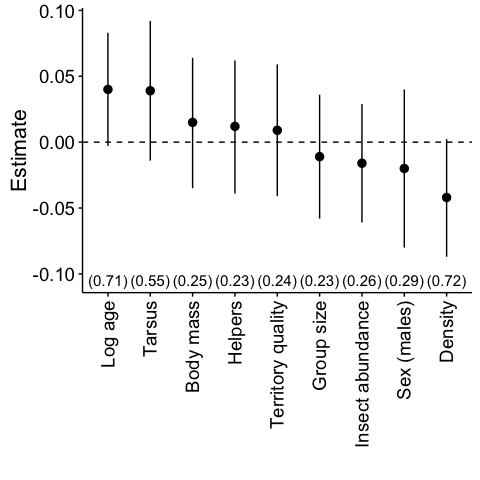 Estimate
0.10
0.05
0.00
-0.05
-0.10
(0.71) (0.55) (0.25) (0.23) (0.24) (0.23) (0.26) (0.29) (0.72)
Log age
Tarsus
Body mass
Helpers
Territory quality
Group size
Insect abundance
Sex (males)
Density